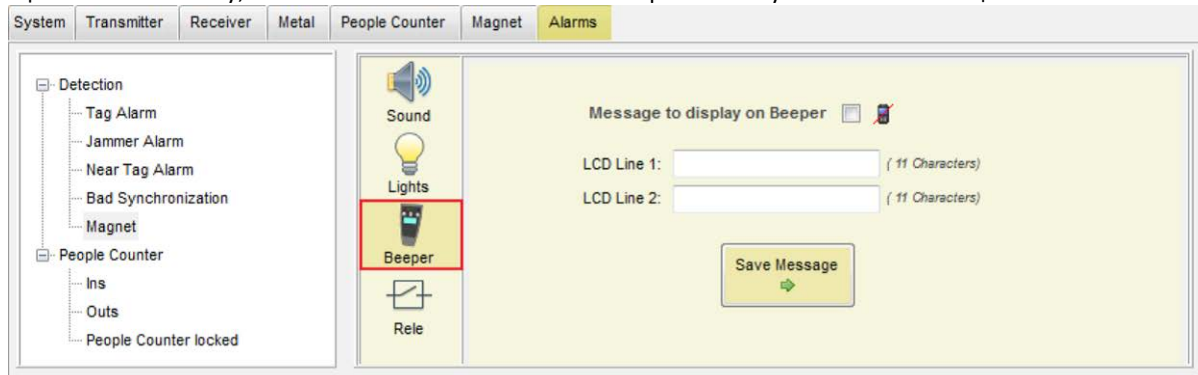 System Transmitter Receiver Metal People Counter Magnet Alarms
Detection
Tag Alarm
Jammer Alarm
Near Tag Alarm
Bad Synchronization
Magnet
People Counter
Ins
Outs
People Counter locked
Sound
Lights
Beeper
Rele
Message to display on Beeper
LCD Line 1: ( 11 Characters)
LCD Line 2: ( 11 Characters)
Save Message